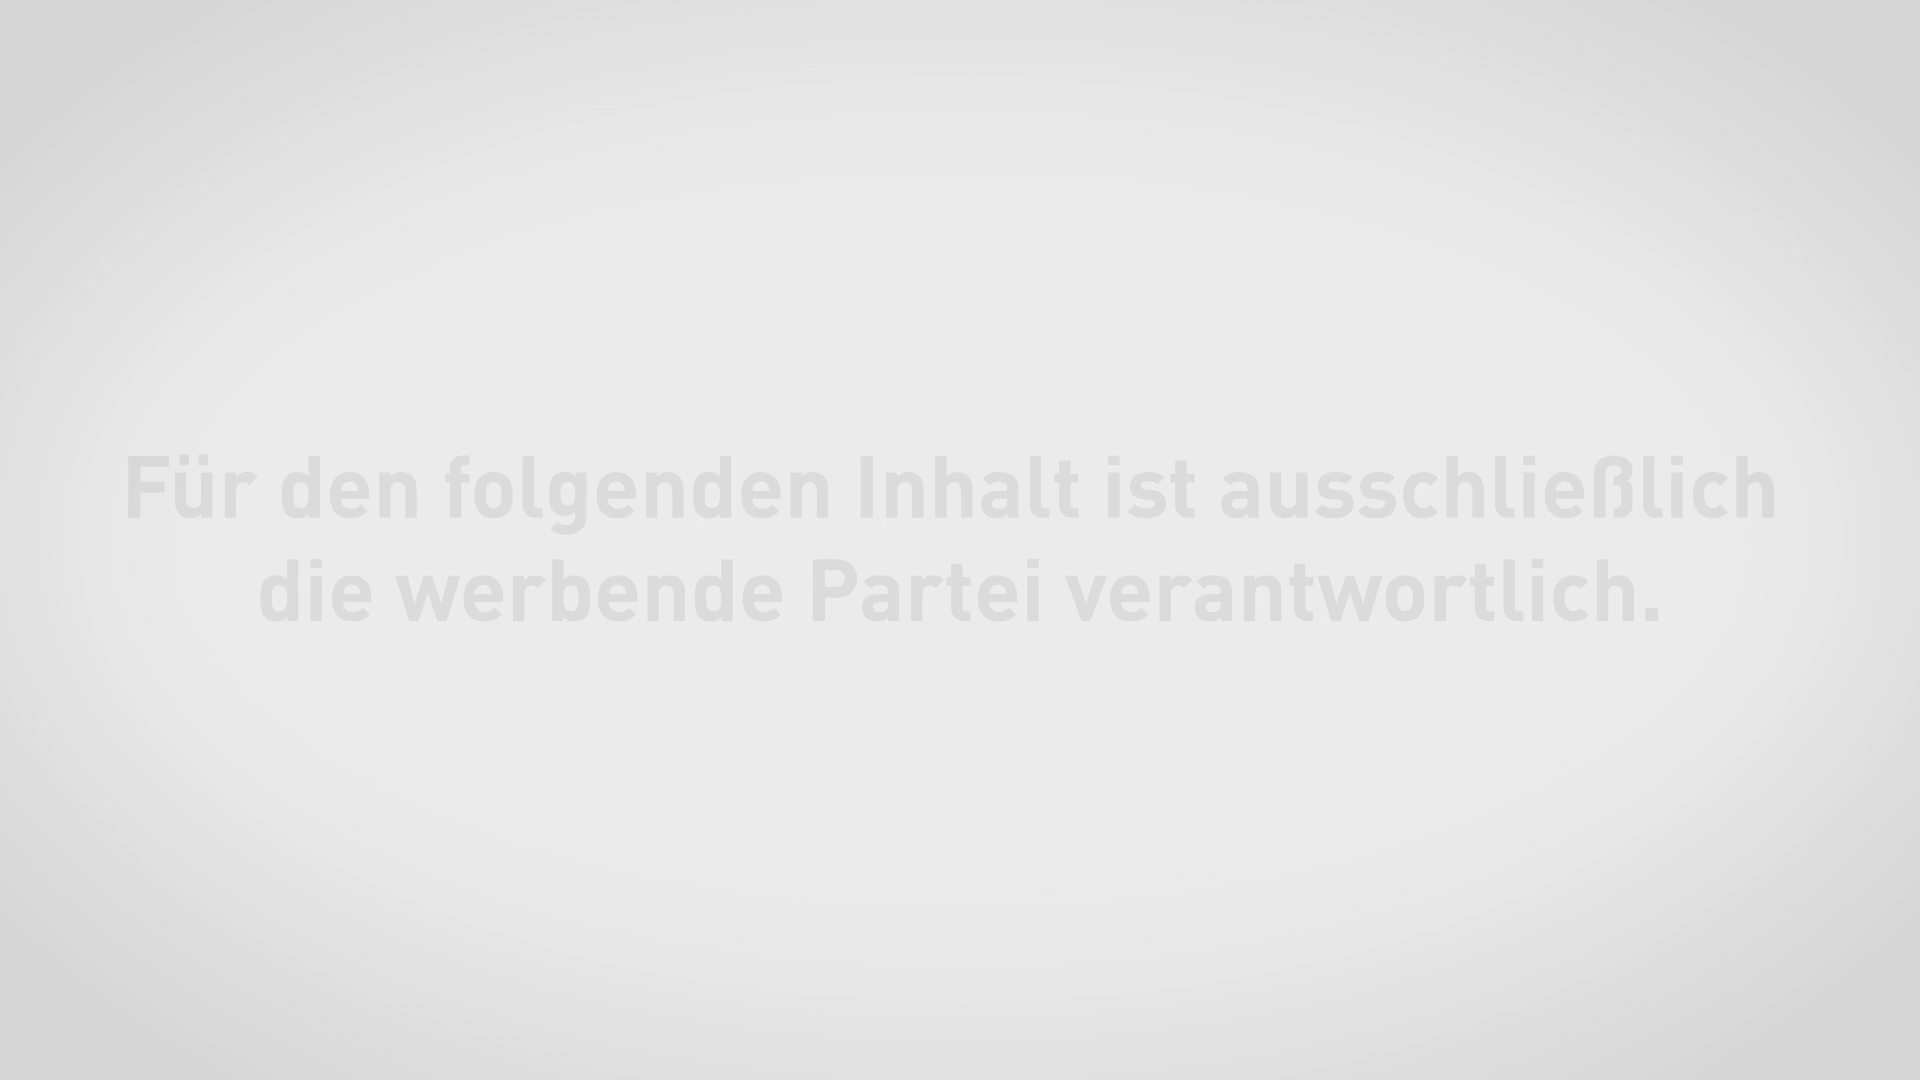 Für den folgenden Inhalt ist ausschließlich
die werbende Partei verantwortlich.